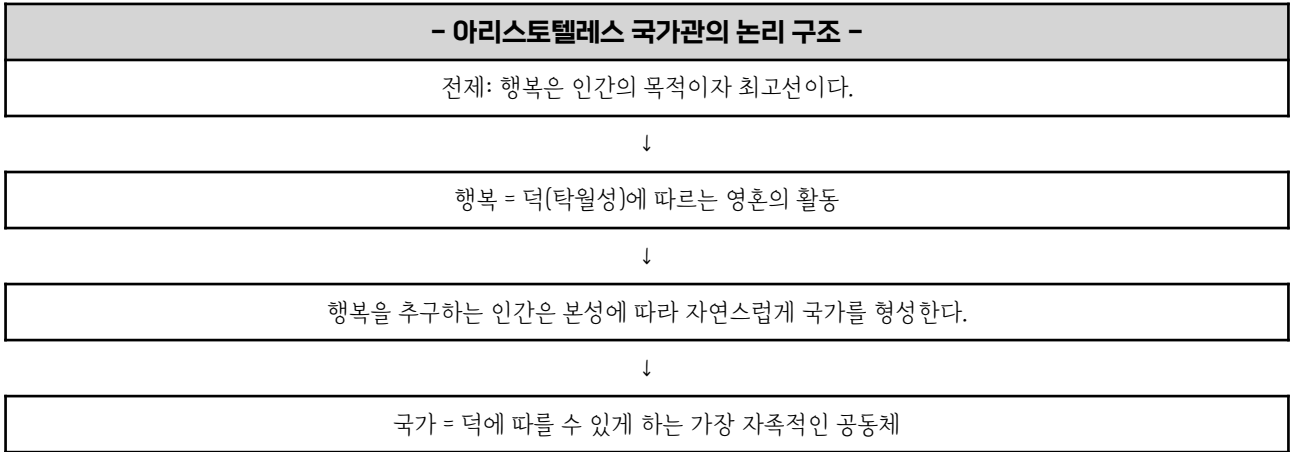 - 아리스토텔레스 국가관의 논리 구조 -
전제: 행복은 인간의 목적이자 최고선이다.
↓
행복 = 덕(탁월성)에 따르는 영혼의 활동
↓
행복을 추구하는 인간은 본성에 따라 자연스럽게 국가를 형성한다.
↓
국가 = 덕에 따를 수 있게 하는 가장 자족적인 공동체